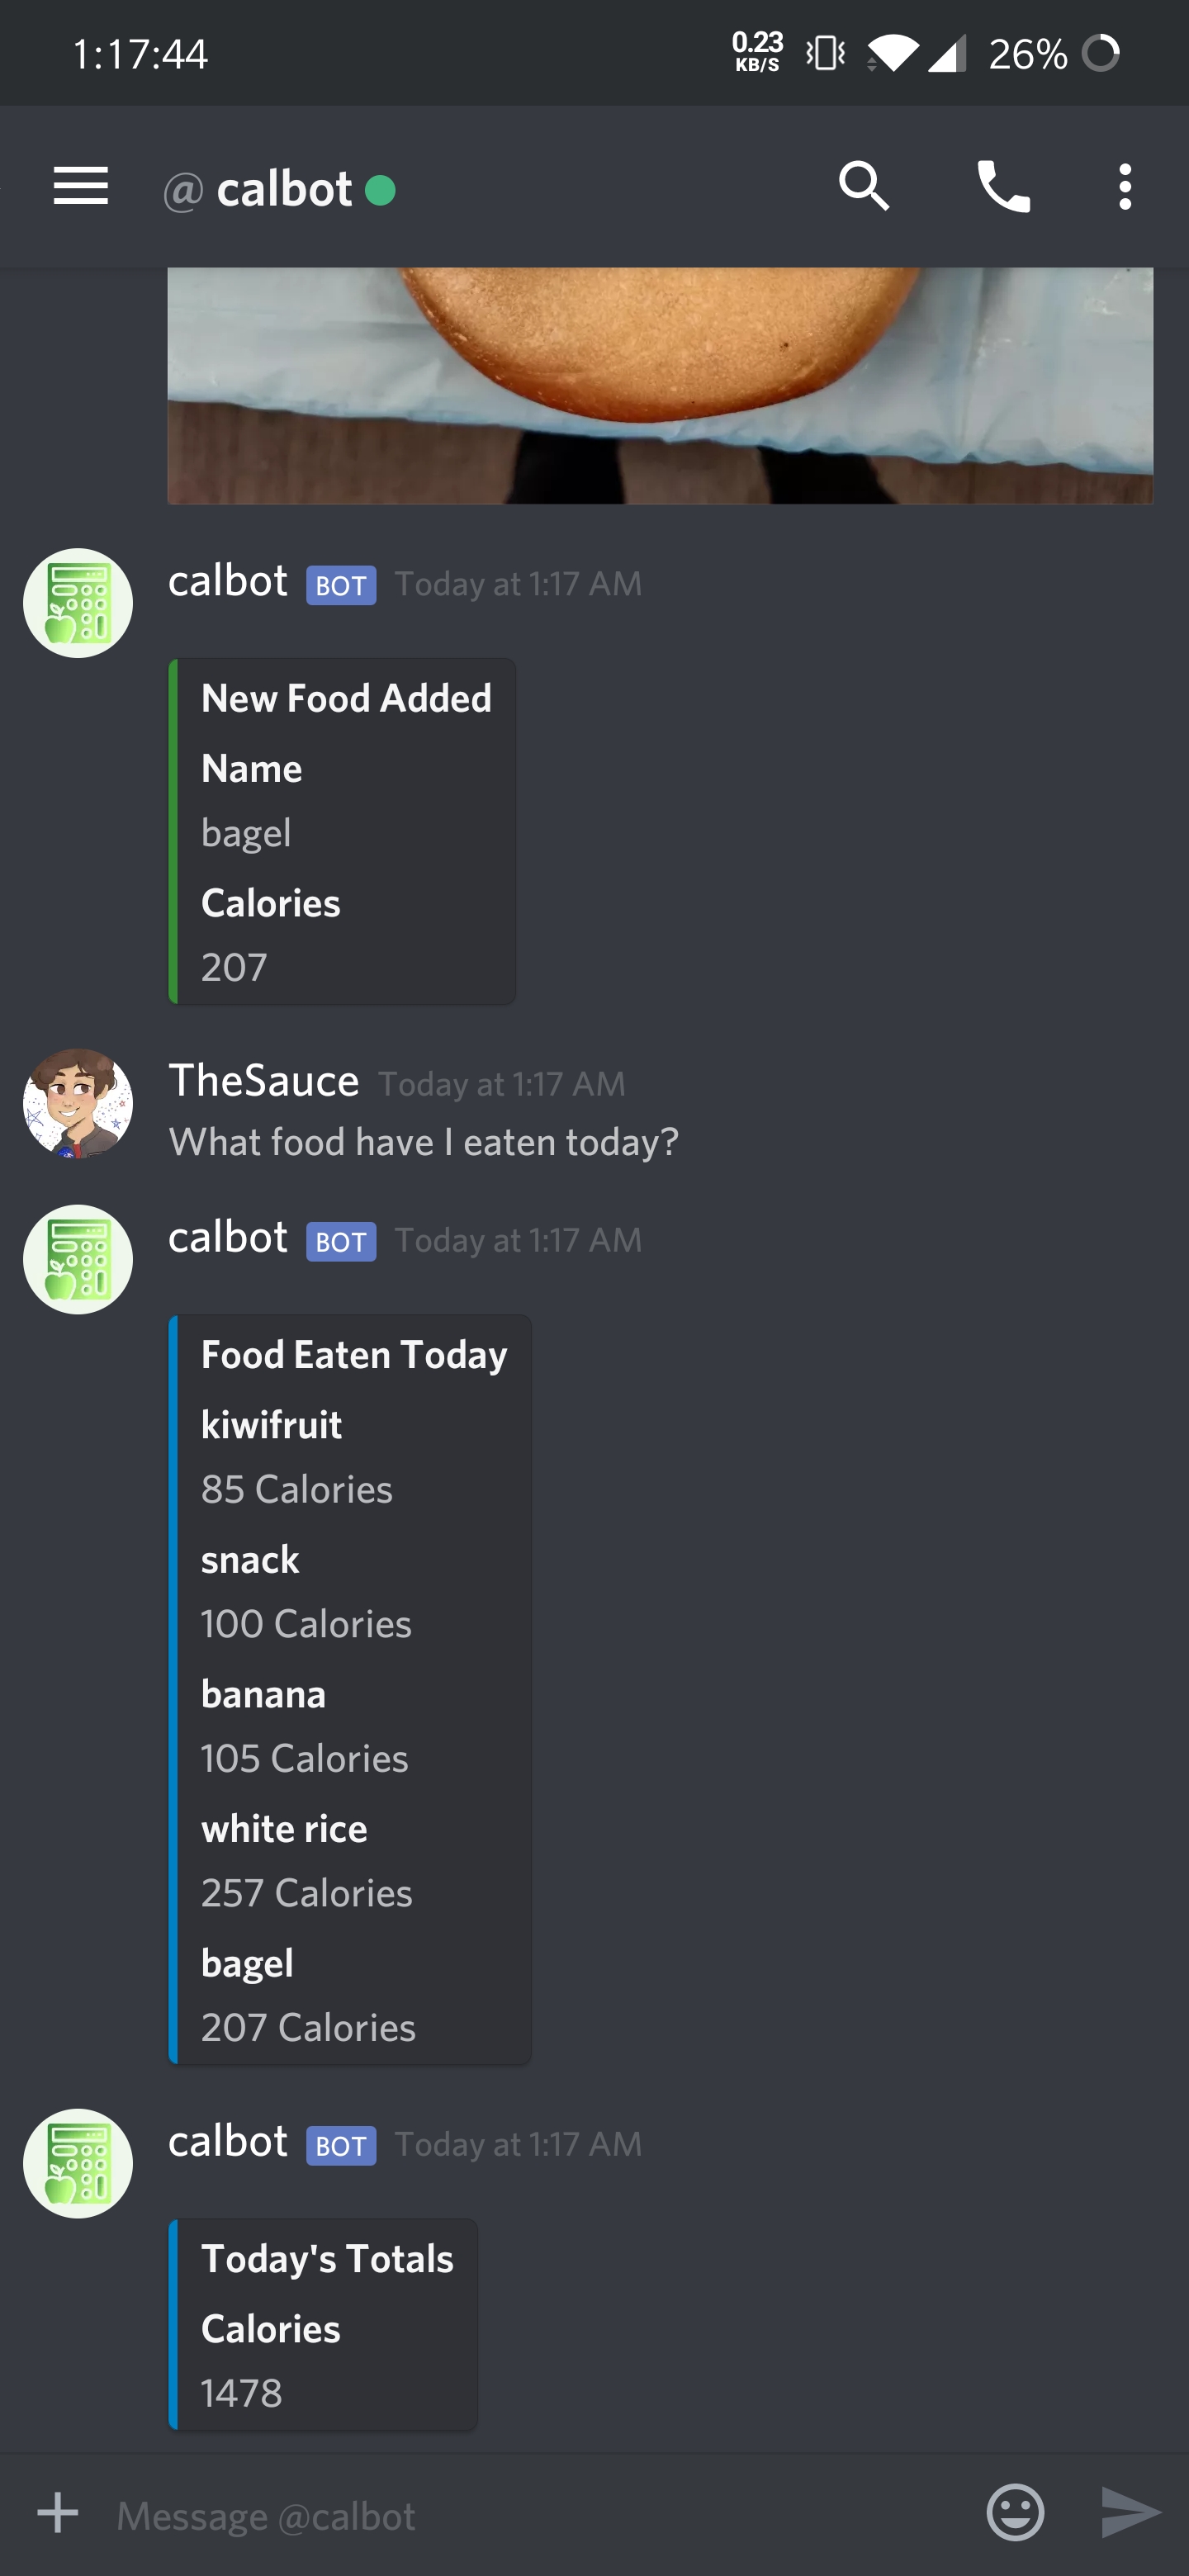 1:17:44
0.23
KB/S
26%
@ calbot
calbot BOT Today at 1:17 AM
New Food Added
Name
bagel
Calories
207
TheSauce Today at 1:17 AM
What food have I eaten today?
calbot BOT Today at 1:17 AM
Food Eaten Today
kiwifruit
85 Calories
snack
100 Calories
banana
105 Calories
white rice
257 Calories
bagel
207 Calories
calbot BOT Today at 1:17 AM
Today's Totals
Calories
1478
Message @calbot